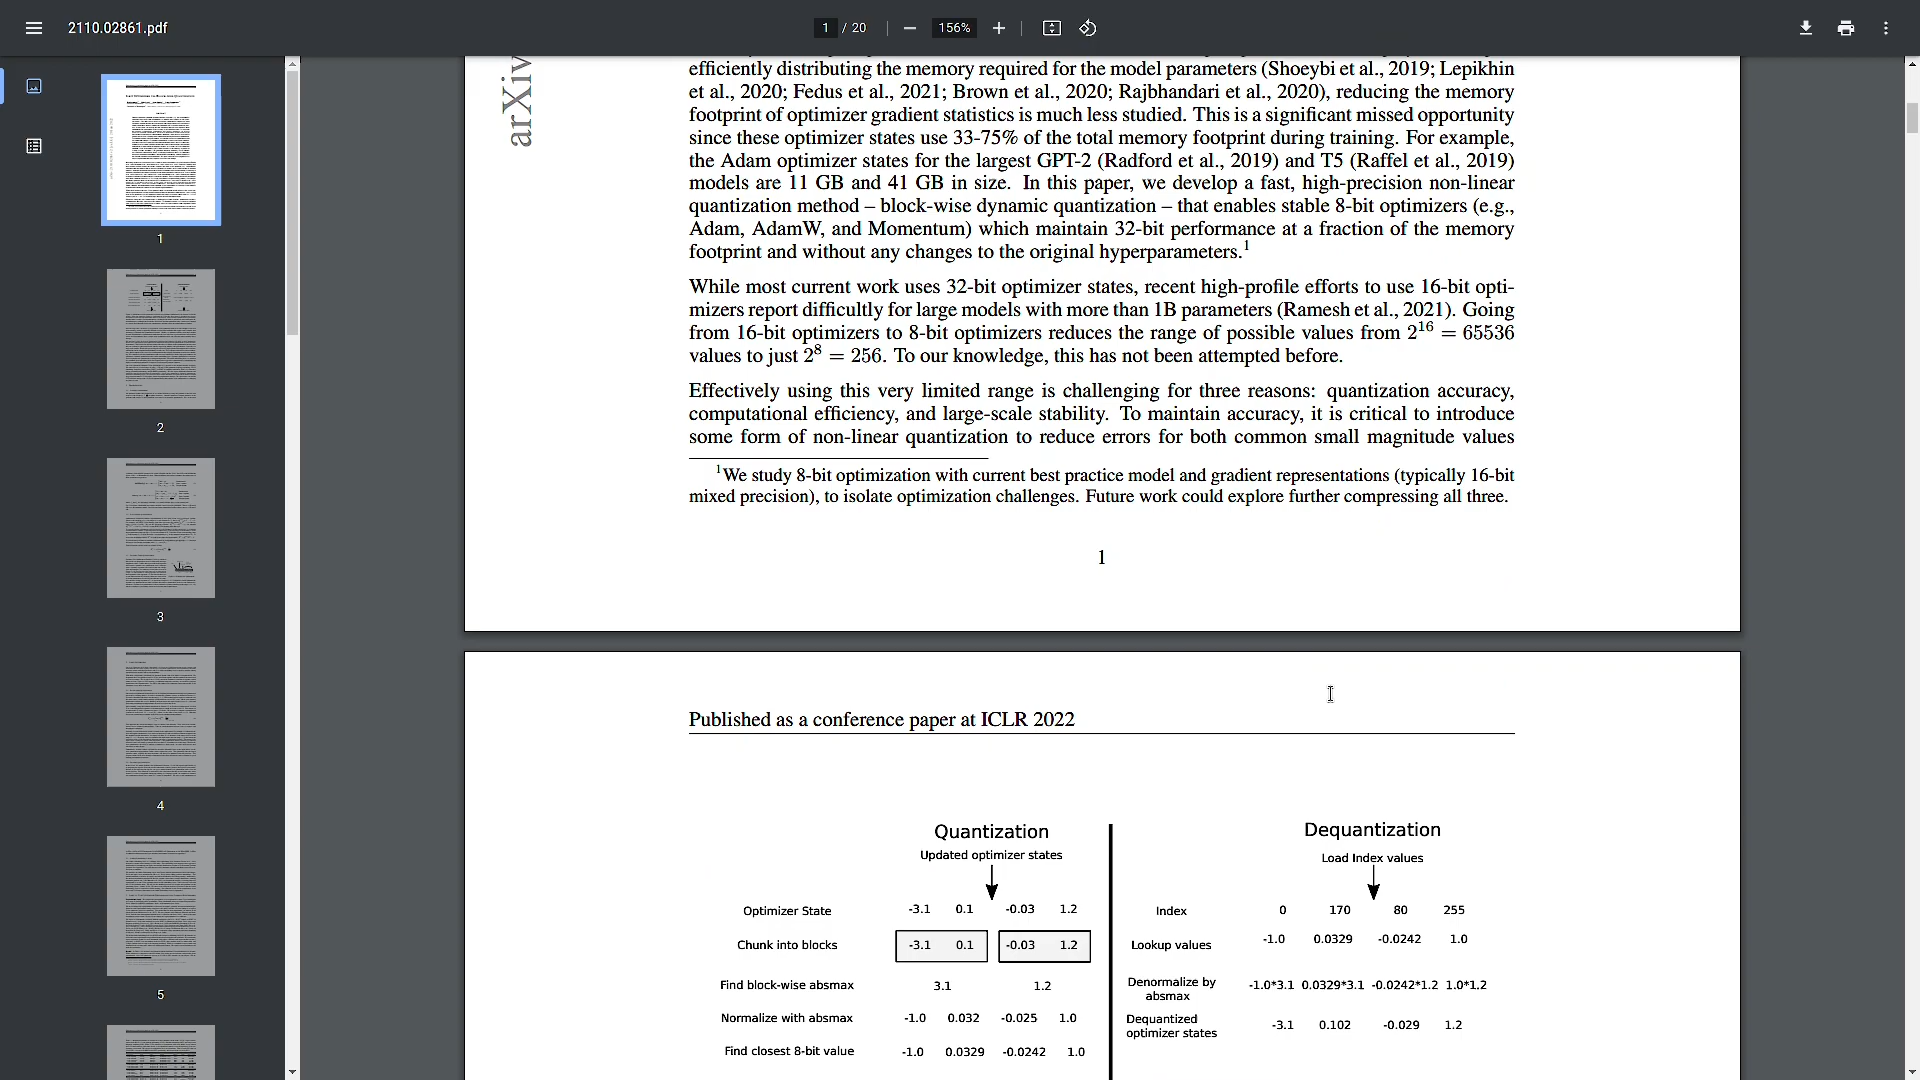 2110.02861.pdf
1 / 20
156%
1
2
3
4
5
arXiv
efficiently distributing the memory required for the model parameters (Shoeybi et al., 2019; Lepikhin
et al., 2020; Fedus et al., 2021; Brown et al., 2020; Rajbhandari et al., 2020), reducing the memory
footprint of optimizer gradient statistics is much less studied. This is a significant missed opportunity
since these optimizer states use 33-75% of the total memory footprint during training. For example,
the Adam optimizer states for the largest GPT-2 (Radford et al., 2019) and T5 (Raffel et al., 2019)
models are 11 GB and 41 GB in size. In this paper, we develop a fast, high-precision non-linear
quantization method – block-wise dynamic quantization – that enables stable 8-bit optimizers (e.g.,
Adam, AdamW, and Momentum) which maintain 32-bit performance at a fraction of the memory
footprint and without any changes to the original hyperparameters.¹
While most current work uses 32-bit optimizer states, recent high-profile efforts to use 16-bit opti-
mizers report difficultly for large models with more than 1B parameters (Ramesh et al., 2021). Going
from 16-bit optimizers to 8-bit optimizers reduces the range of possible values from 2¹⁶ = 65536
values to just 2⁸ = 256. To our knowledge, this has not been attempted before.
Effectively using this very limited range is challenging for three reasons: quantization accuracy,
computational efficiency, and large-scale stability. To maintain accuracy, it is critical to introduce
some form of non-linear quantization to reduce errors for both common small magnitude values
¹We study 8-bit optimization with current best practice model and gradient representations (typically 16-bit
mixed precision), to isolate optimization challenges. Future work could explore further compressing all three.
1
Published as a conference paper at ICLR 2022
Quantization
Updated optimizer states
Optimizer State -3.1 0.1 -0.03 1.2
Chunk into blocks -3.1 0.1 -0.03 1.2
Find block-wise absmax 3.1 1.2
Normalize with absmax -1.0 0.032 -0.025 1.0
Find closest 8-bit value -1.0 0.0329 -0.0242 1.0
Dequantization
Load Index values
Index 0 170 80 255
Lookup values -1.0 0.0329 -0.0242 1.0
Denormalize by -1.0*3.1 0.0329*3.1 -0.0242*1.2 1.0*1.2
absmax
Dequantized -3.1 0.102 -0.029 1.2
optimizer states